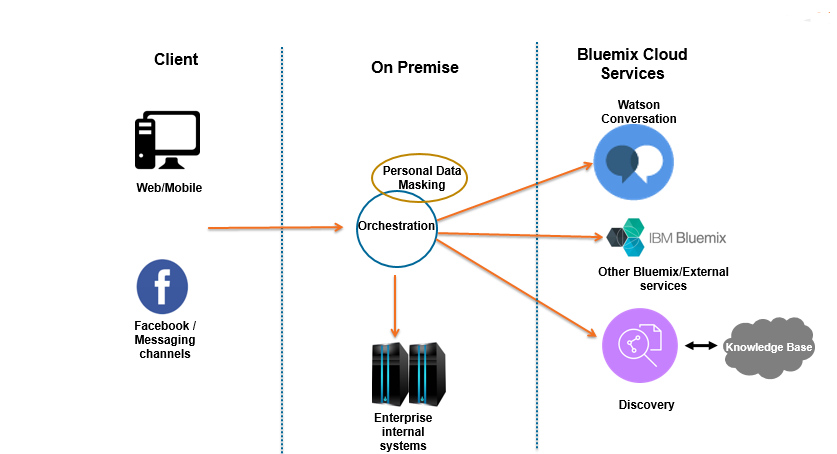 Client
On Premise
Bluemix Cloud
Services
Watson
Conversation
Web/Mobile
Personal Data
Masking
Orchestration
IBM Bluemix
Other Bluemix/External
services
Facebook /
Messaging
channels
Enterprise
internal
systems
Knowledge Base
Discovery